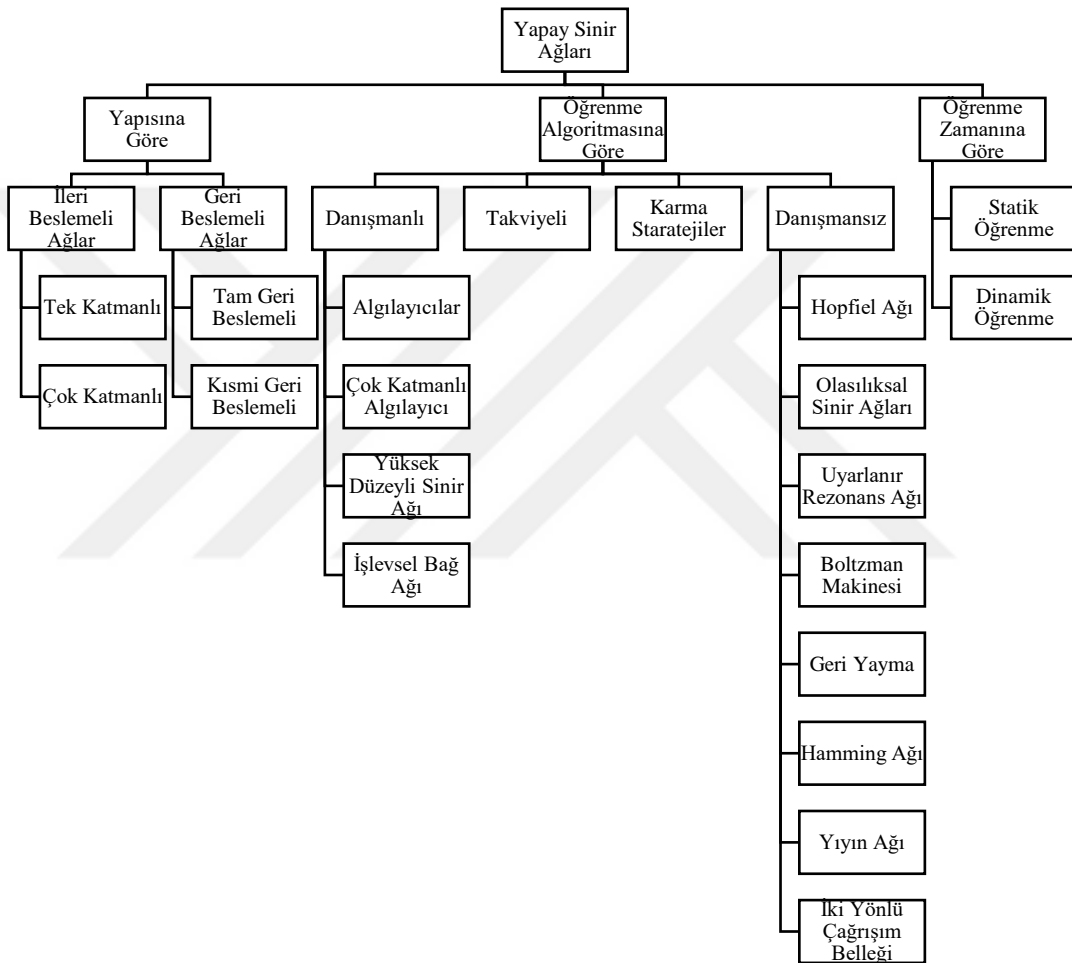 Yapay Sinir
Ağları
Yapısına
Göre
Öğrenme
Algoritmasına
Göre
Öğrenme
Zamanına
Göre
İleri
Beslemeli
Ağlar
Geri
Beslemeli
Ağlar
Danışmanlı
Takviyeli
Karma
Staratejiler
Danışmansız
Statik
Öğrenme
Dinamik
Öğrenme
Tek Katmanlı
Çok Katmanlı
Tam Geri
Beslemeli
Kısmi Geri
Beslemeli
Algılayıcılar
Çok Katmanlı
Algılayıcı
Yüksek
Düzeyli Sinir
Ağı
İşlevsel Bağ
Ağı
Hopfiel Ağı
Olasılıksal
Sinir Ağları
Uyarlanır
Rezonans Ağı
Boltzman
Makinesi
Geri Yayma
Hamming Ağı
Yıyın Ağı
İki Yönlü
Çağrışım
Belleği